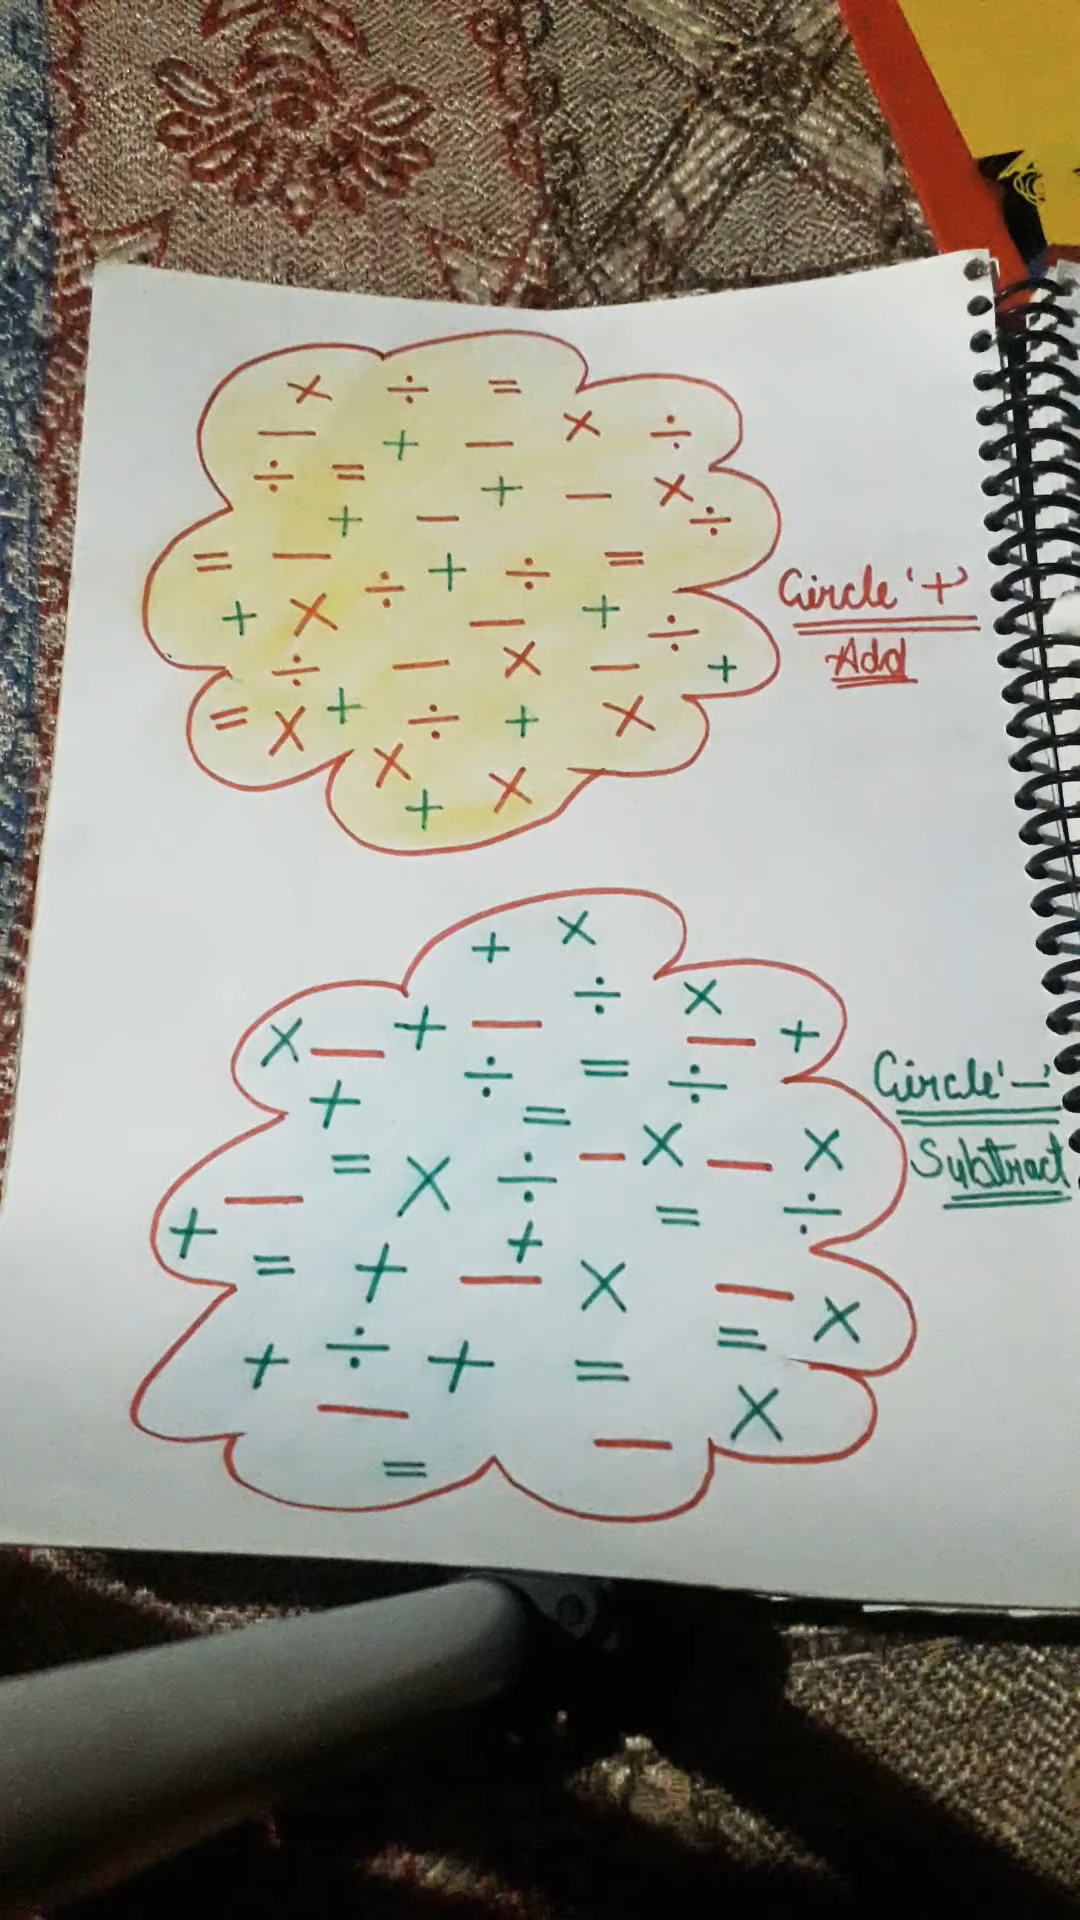 × ÷ =
− + − × ÷
÷ = + − × ÷
+ −
= − ÷ + ÷ =
+ × − + ÷
÷ − × − +
= × + ÷ + ×
× + ×
Circle '+'
Add
+ ×
÷ ×
× − + − − +
÷ = ÷
+ =
= × ÷ − × − ×
− = ÷
+ = + + − × − ×
+ ÷ + = =
− ×
= −
Circle '−'
Subtract